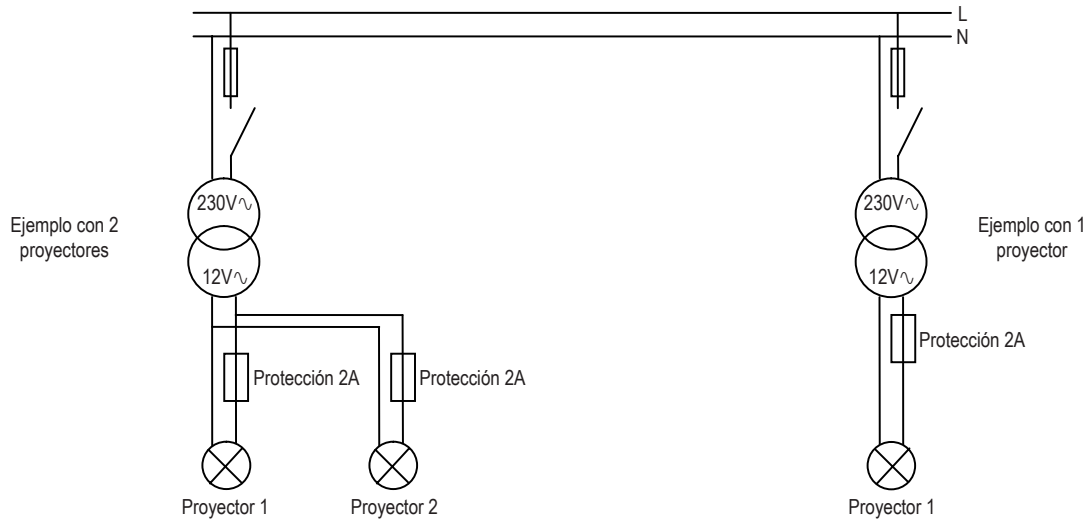 L
N
230V∿
230V∿
Ejemplo con 2
proyectores
Ejemplo con 1
proyector
12V∿
12V∿
Protección 2A
Protección 2A
Protección 2A
Proyector 1
Proyector 2
Proyector 1